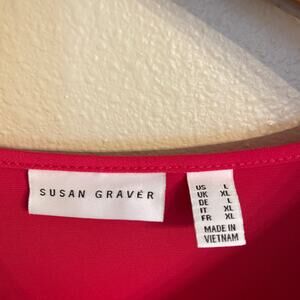 SUSAN GRAVER
US L
UK XL
DE L
IT XL
FR XL
MADE IN
VIETNAM